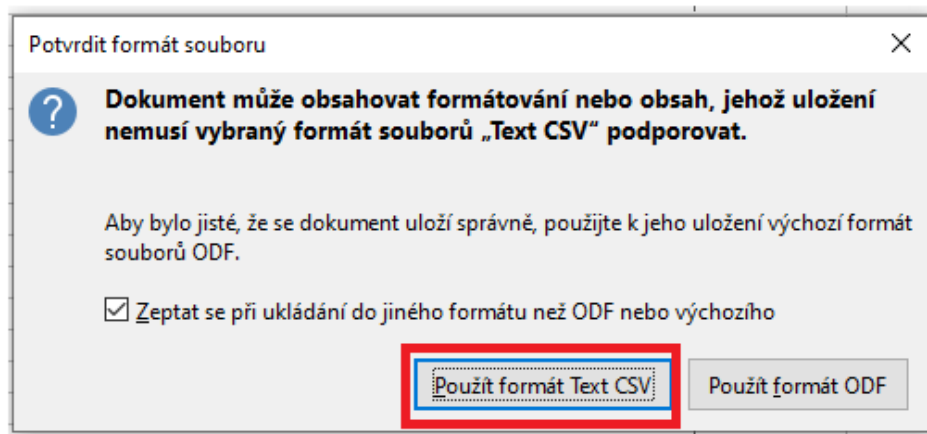 Potvrdit formát souboru
Dokument může obsahovat formátování nebo obsah, jehož uložení
nemusí vybraný formát souborů „Text CSV“ podporovat.
Aby bylo jisté, že se dokument uloží správně, použijte k jeho uložení výchozí formát
souborů ODF.
Zeptat se při ukládání do jiného formátu než ODF nebo výchozího
Použít formát Text CSV
Použít formát ODF